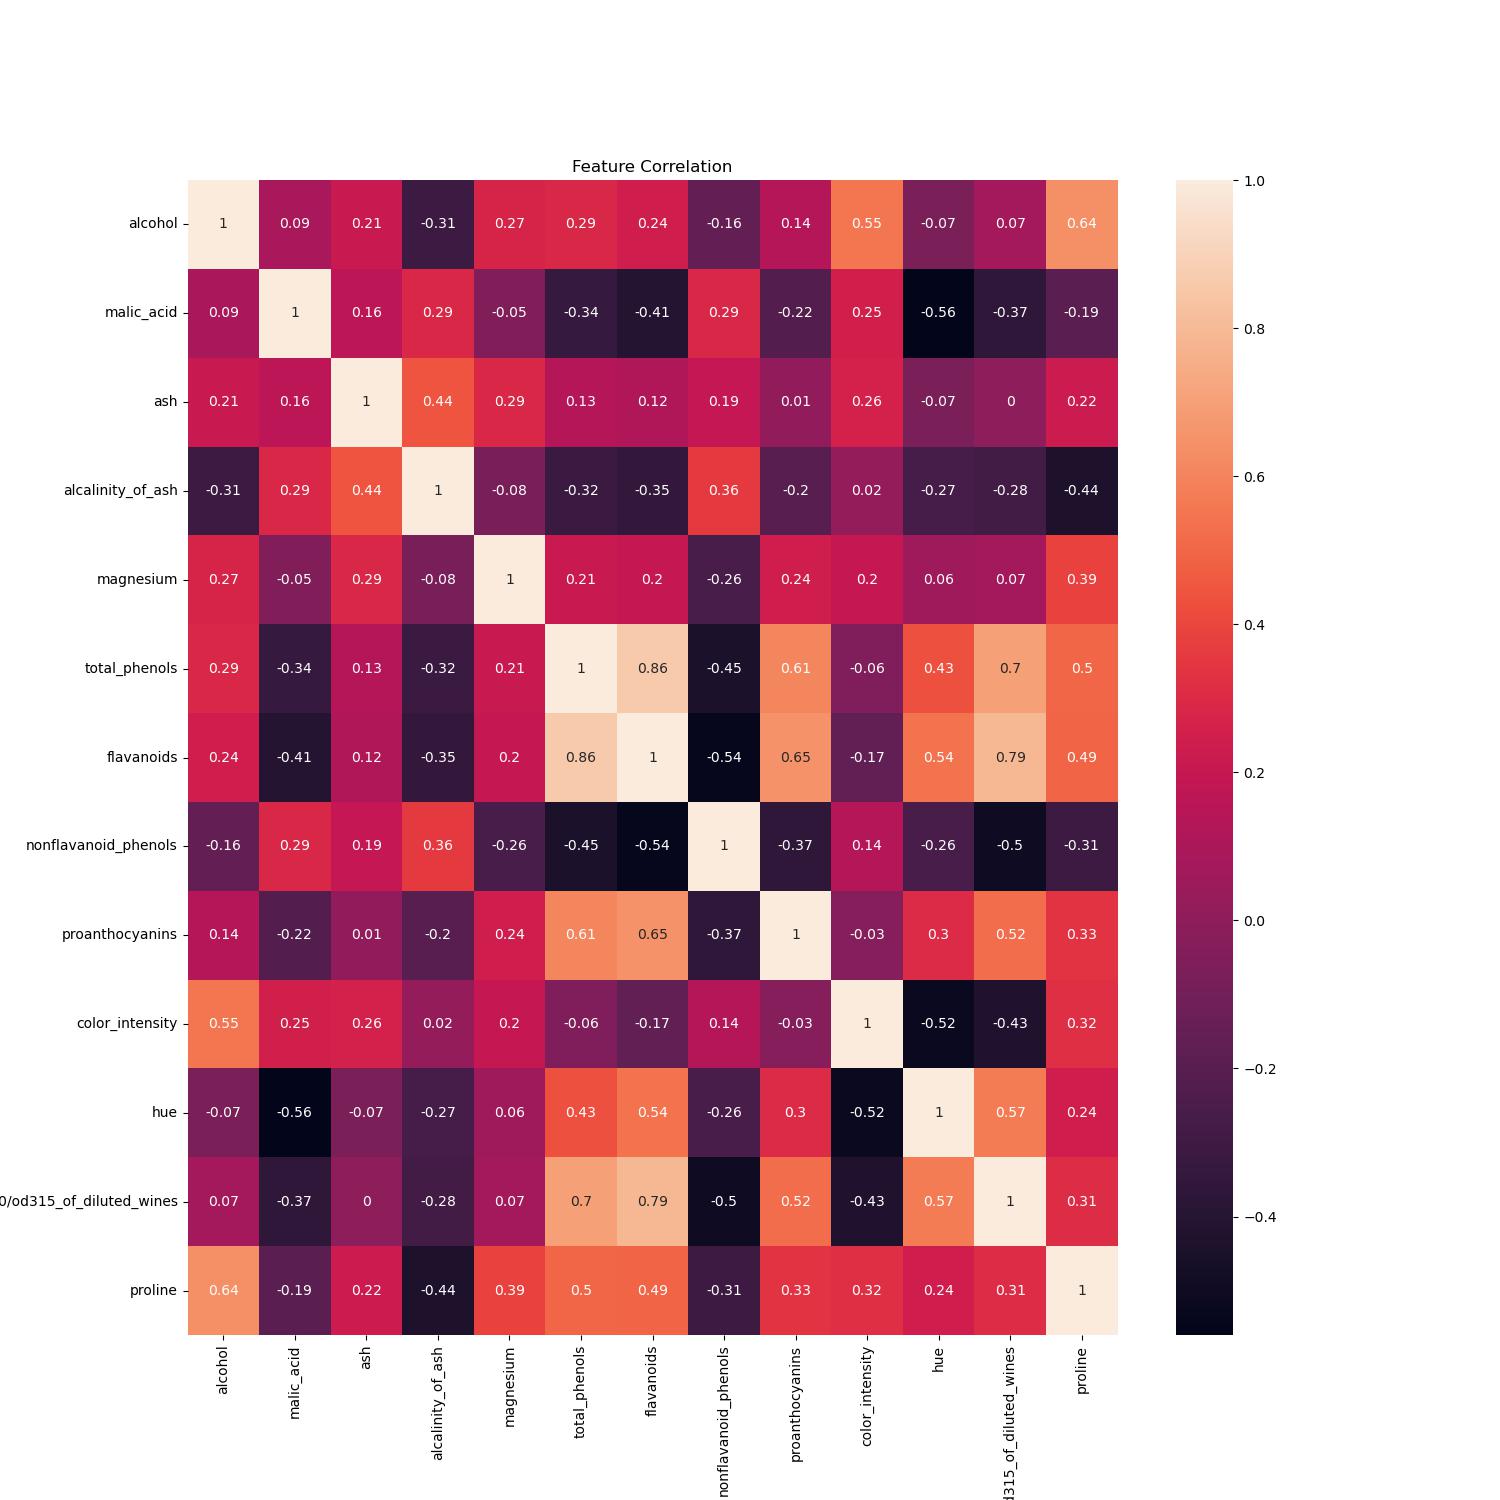 Feature Correlation
alcohol 1 0.09 0.21 -0.31 0.27 0.29 0.24 -0.16 0.14 0.55 -0.07 0.07 0.64
malic_acid 0.09 1 0.16 0.29 -0.05 -0.34 -0.41 0.29 -0.22 0.25 -0.56 -0.37 -0.19
ash 0.21 0.16 1 0.44 0.29 0.13 0.12 0.19 0.01 0.26 -0.07 0 0.22
alcalinity_of_ash -0.31 0.29 0.44 1 -0.08 -0.32 -0.35 0.36 -0.2 0.02 -0.27 -0.28 -0.44
magnesium 0.27 -0.05 0.29 -0.08 1 0.21 0.2 -0.26 0.24 0.2 0.06 0.07 0.39
total_phenols 0.29 -0.34 0.13 -0.32 0.21 1 0.86 -0.45 0.61 -0.06 0.43 0.7 0.5
flavanoids 0.24 -0.41 0.12 -0.35 0.2 0.86 1 -0.54 0.65 -0.17 0.54 0.79 0.49
nonflavanoid_phenols -0.16 0.29 0.19 0.36 -0.26 -0.45 -0.54 1 -0.37 0.14 -0.26 -0.5 -0.31
proanthocyanins 0.14 -0.22 0.01 -0.2 0.24 0.61 0.65 -0.37 1 -0.03 0.3 0.52 0.33
color_intensity 0.55 0.25 0.26 0.02 0.2 -0.06 -0.17 0.14 -0.03 1 -0.52 -0.43 0.32
hue -0.07 -0.56 -0.07 -0.27 0.06 0.43 0.54 -0.26 0.3 -0.52 1 0.57 0.24
0/od315_of_diluted_wines 0.07 -0.37 0 -0.28 0.07 0.7 0.79 -0.5 0.52 -0.43 0.57 1 0.31
proline 0.64 -0.19 0.22 -0.44 0.39 0.5 0.49 -0.31 0.33 0.32 0.24 0.31 1
alcohol
malic_acid
ash
alcalinity_of_ash
magnesium
total_phenols
flavanoids
nonflavanoid_phenols
proanthocyanins
color_intensity
hue
d315_of_diluted_wines
proline
1.0
0.8
0.6
0.4
0.2
0.0
−0.2
−0.4